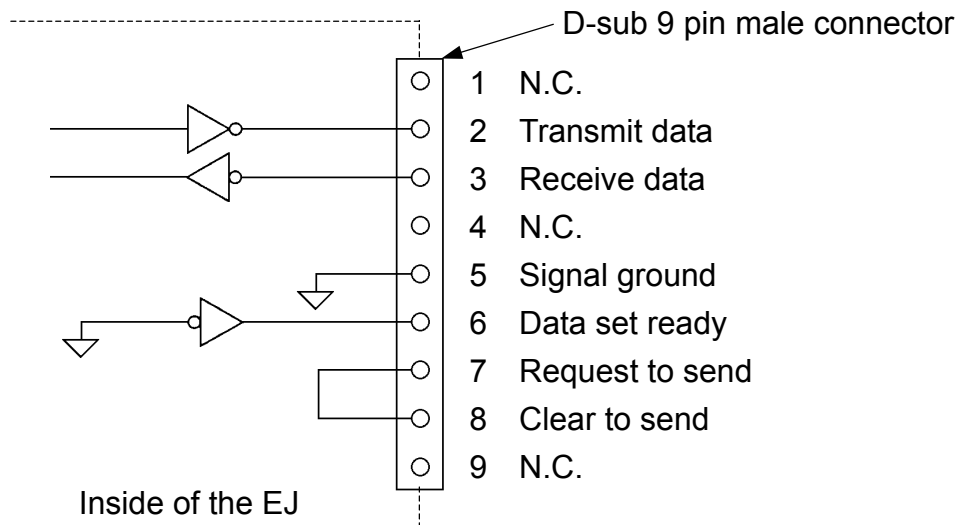 D-sub 9 pin male connector
1 N.C.
2 Transmit data
3 Receive data
4 N.C.
5 Signal ground
6 Data set ready
7 Request to send
8 Clear to send
9 N.C.
Inside of the EJ